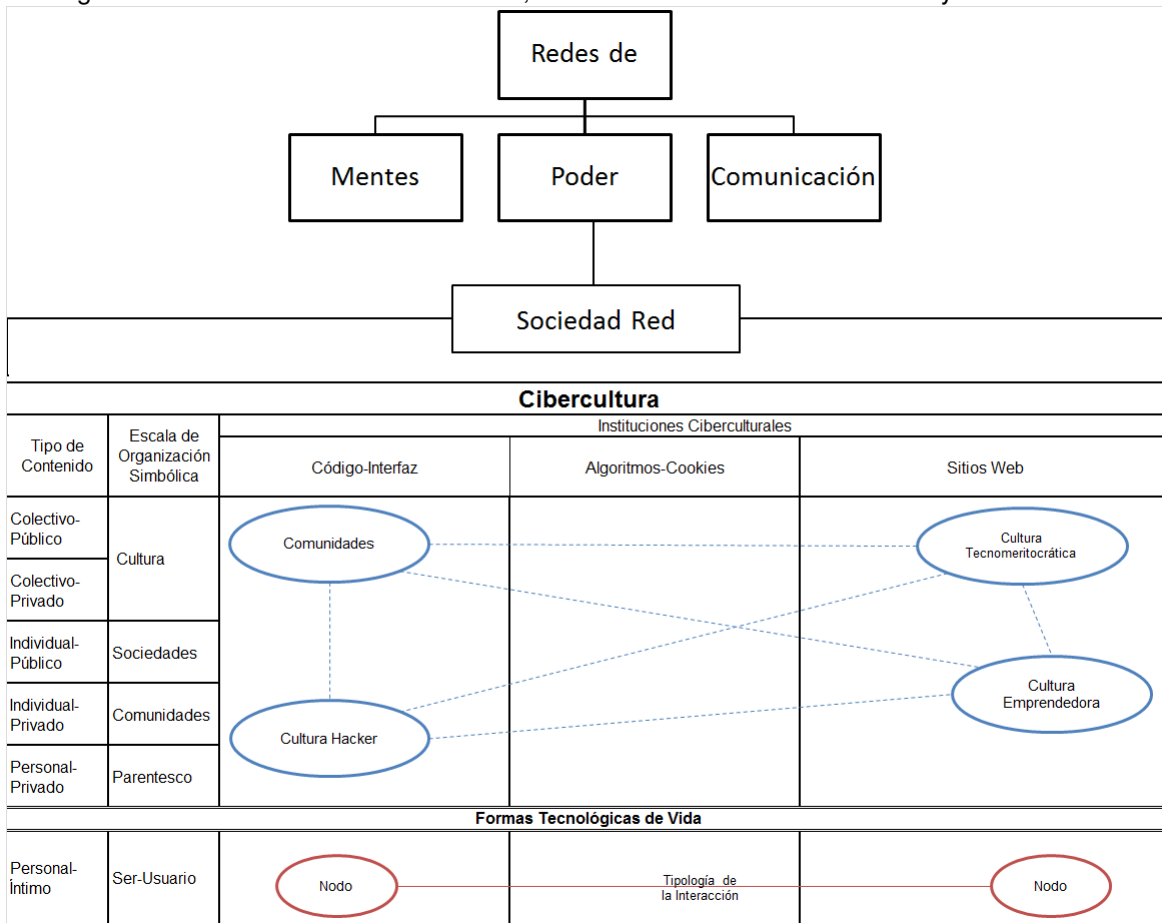 Redes de
Mentes
Poder
Comunicación
Sociedad Red
Cibercultura
Tipo de
Contenido
Escala de
Organización
Simbólica
Instituciones Ciberculturales
Código-Interfaz
Algoritmos-Cookies
Sitios Web
Colectivo-
Público
Cultura
Comunidades
Cultura
Tecnomeritocrática
Colectivo-
Privado
Individual-
Público
Sociedades
Individual-
Privado
Comunidades
Cultura
Emprendedora
Cultura Hacker
Personal-
Privado
Parentesco
Formas Tecnológicas de Vida
Personal-
Íntimo
Ser-Usuario
Nodo
Tipología de
la Interacción
Nodo